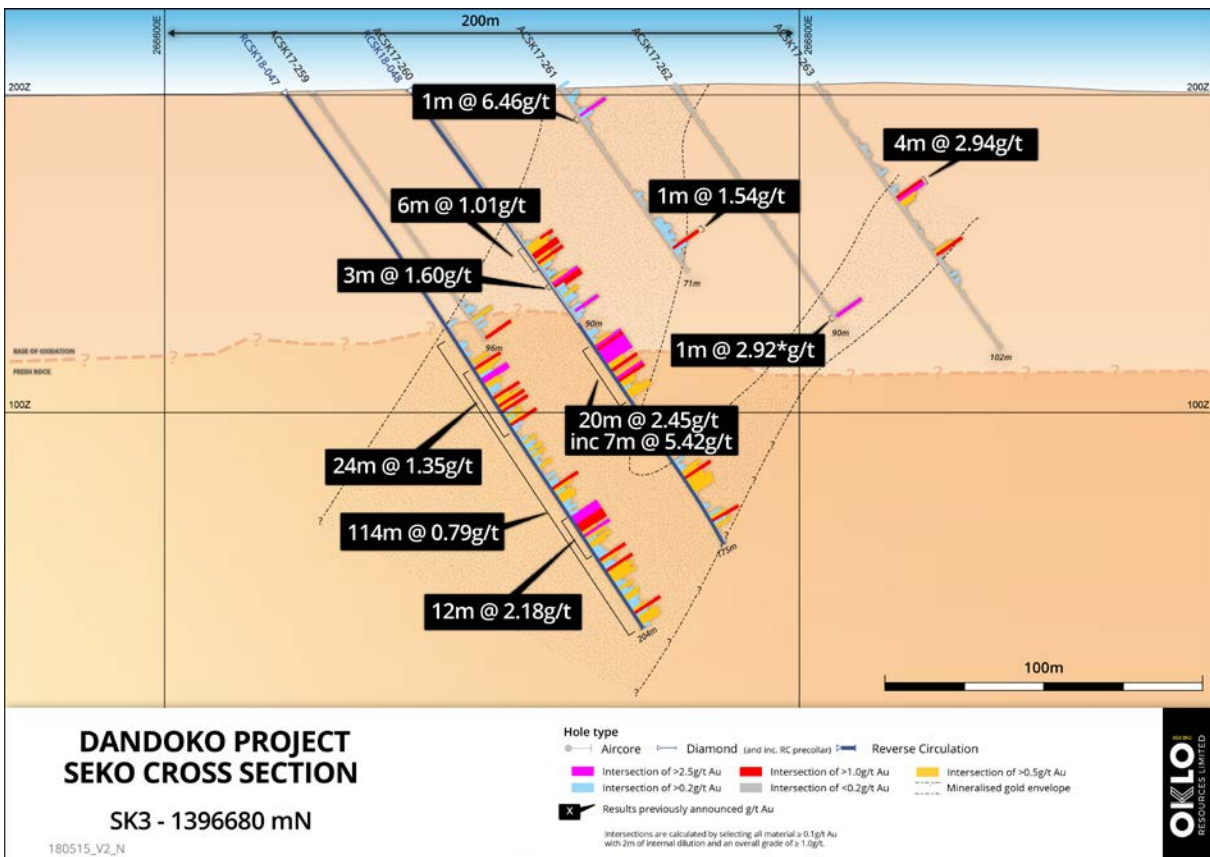 200m
266600E
RCSK18-047
ACSK17-259
ACSK17-260
RCSK18-048
ACSK17-261
ACSK17-262
266800E
ACSK17-263
200Z
200Z
1m @ 6.46g/t
4m @ 2.94g/t
6m @ 1.01g/t
1m @ 1.54g/t
3m @ 1.60g/t
71m
90m
90m
1m @ 2.92*g/t
96m
102m
BASE OF OXIDATION
FRESH ROCK
? ? ? ? ? ? ?
100Z
100Z
20m @ 2.45g/t
inc 7m @ 5.42g/t
24m @ 1.35g/t
114m @ 0.79g/t
175m
12m @ 2.18g/t
204m
100m
DANDOKO PROJECT
SEKO CROSS SECTION
SK3 - 1396680 mN
180515_V2_N
Hole type
Aircore Diamond (and inc. RC precollar) Reverse Circulation
Intersection of >2.5g/t Au Intersection of >1.0g/t Au Intersection of >0.5g/t Au
Intersection of >0.2g/t Au Intersection of <0.2g/t Au Mineralised gold envelope
X Results previously announced g/t Au
Intersections are calculated by selecting all material ≥ 0.1g/t Au
with 2m of internal dilution and an overall grade of ≥ 1.0g/t.
OKLO
RESOURCES LIMITED